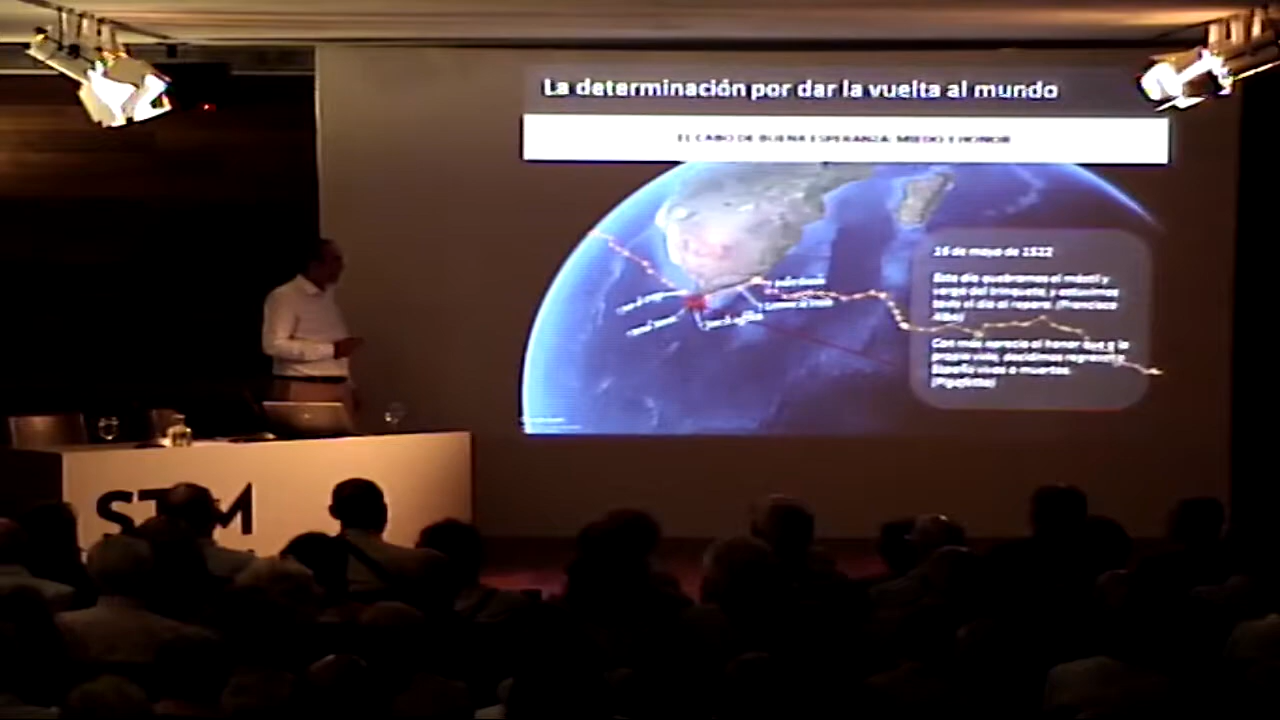 La determinación por dar la vuelta al mundo
EL CABO DE BUENA ESPERANZA: MIEDO E HONOR
16 de mayo de 1522
Este día quebramos el mástil y
verga del trinquete, y estuvimos
todo el día al reparo. (Francisco
Albo)
Con más aprecio al honor que a la
propia vida, decidimos regresar a
España vivos o muertos.
(Pigafetta)
ST M